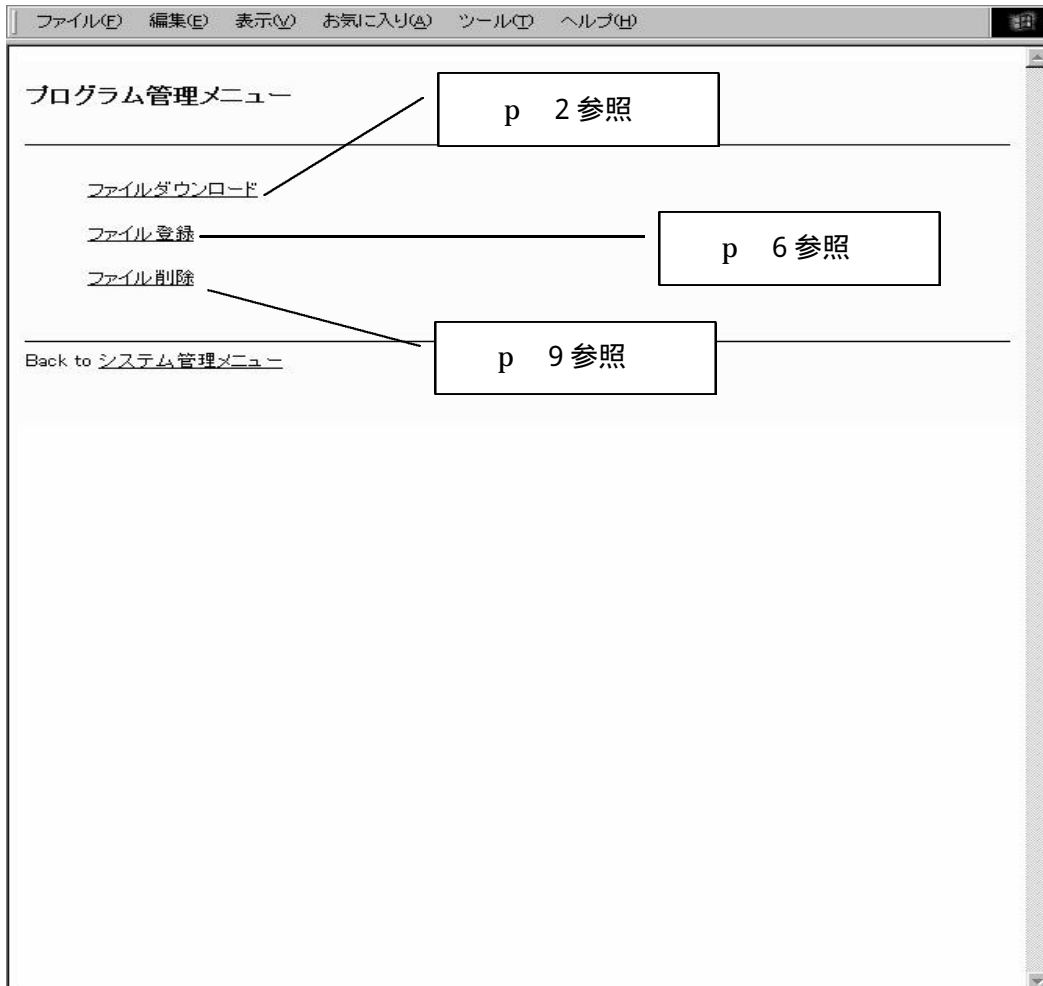 ファイル(F) 編集(E) 表示(V) お気に入り(A) ツール(T) ヘルプ(H)
プログラム管理メニュー
p 2参照
ファイルダウンロード
ファイル登録
p 6参照
ファイル削除
p 9参照
Back to システム管理メニュー